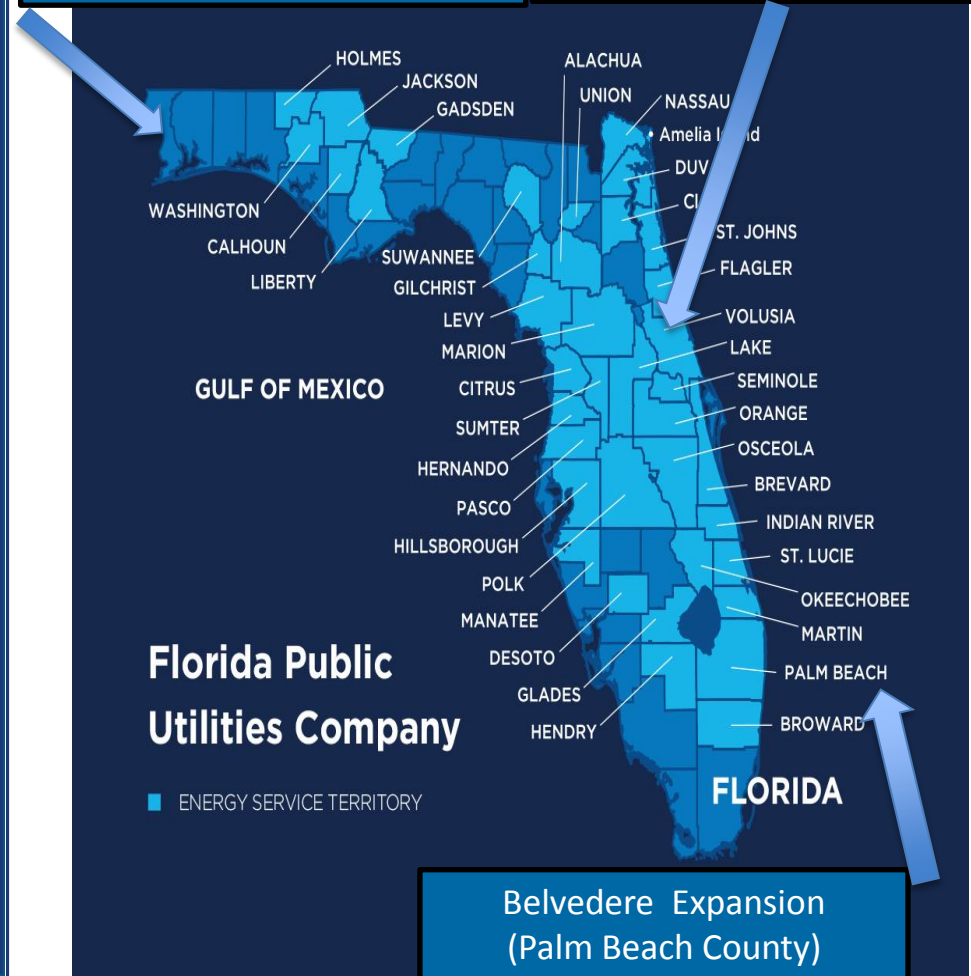 HOLMES
JACKSON
GADSDEN
ALACHUA
UNION
NASSAU
Amelia
DUV
ST. JOHNS
FLAGLER
VOLUSIA
LAKE
SEMINOLE
ORANGE
OSCEOLA
BREVARD
INDIAN RIVER
ST. LUCIE
OKEECHOBEE
MARTIN
PALM BEACH
BROWARD
WASHINGTON
CALHOUN
LIBERTY
SUWANNEE
GILCHRIST
LEVY
MARION
CITRUS
SUMTER
HERNANDO
PASCO
HILLSBOROUGH
POLK
MANATEE
DESOTO
GLADES
HENDRY
GULF OF MEXICO
Florida Public
Utilities Company
ENERGY SERVICE TERRITORY
FLORIDA
Belvedere Expansion
(Palm Beach County)